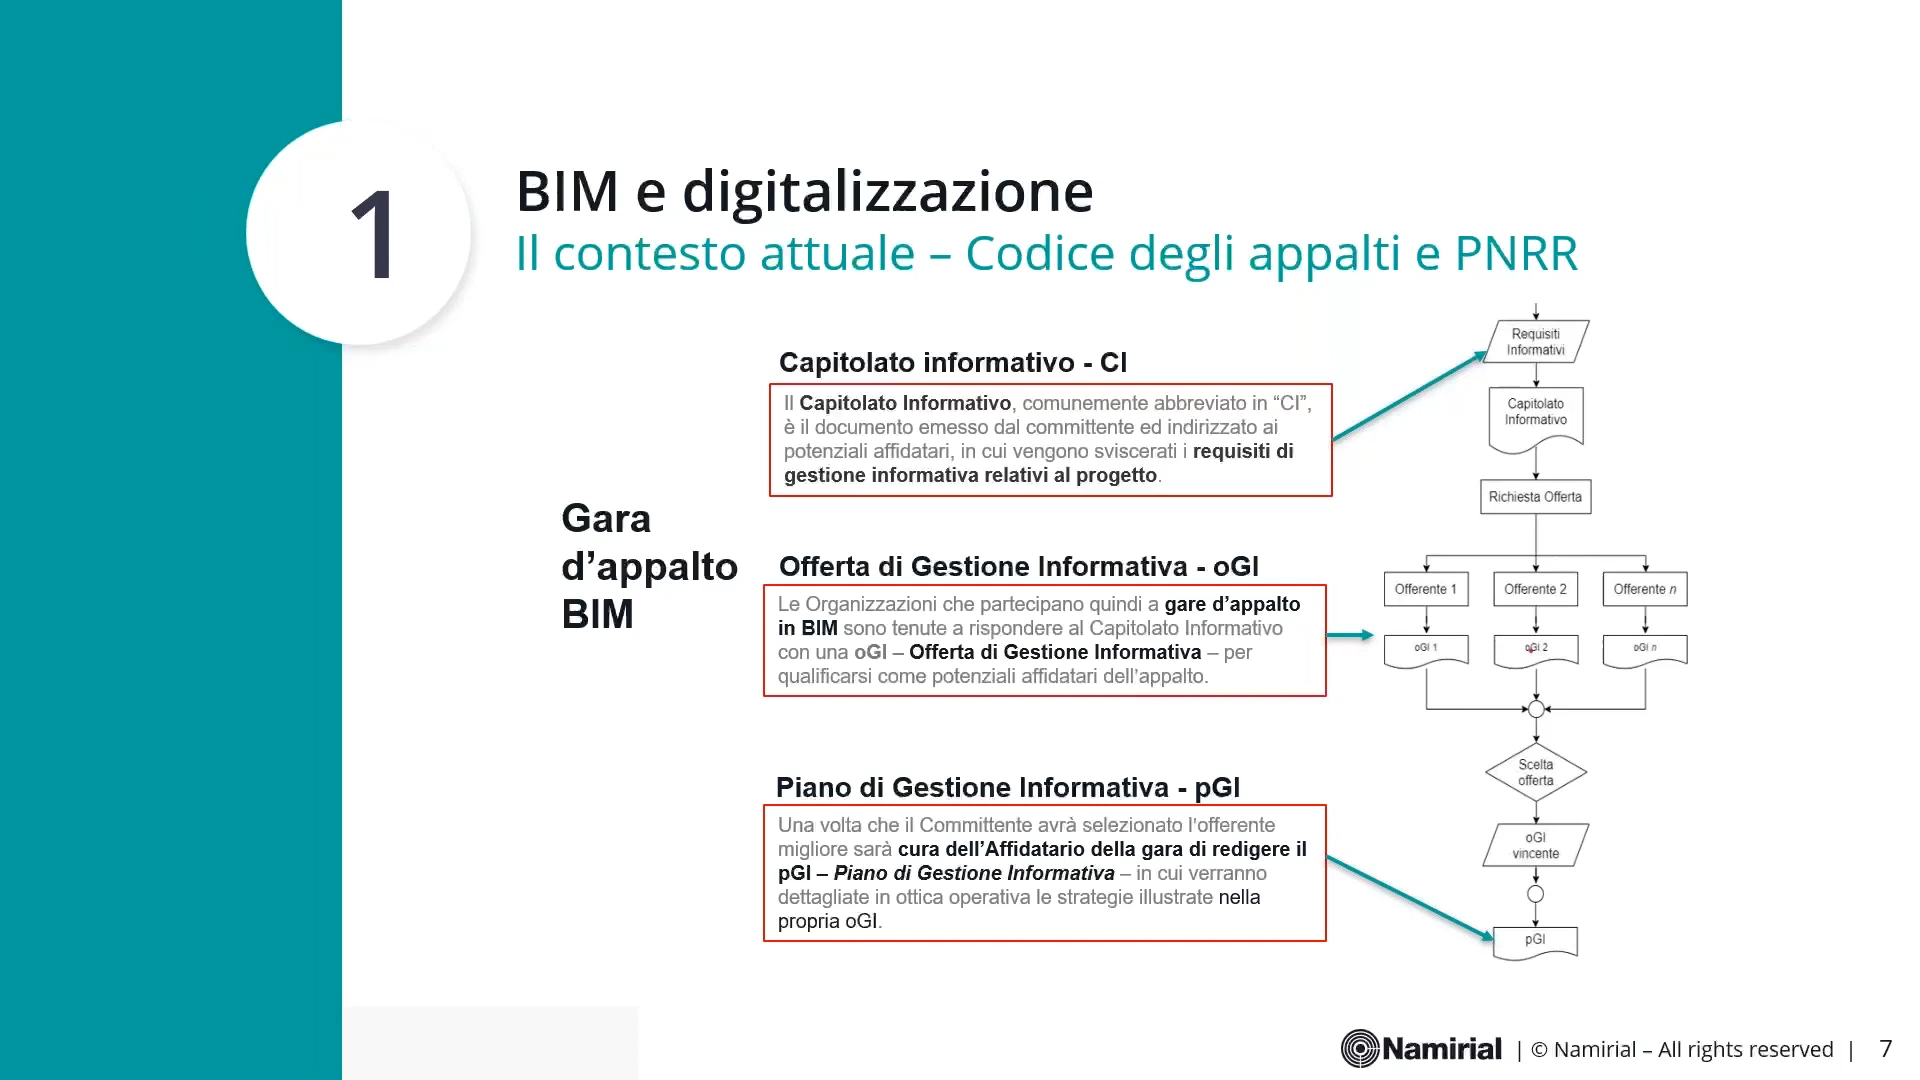 1
BIM e digitalizzazione
Il contesto attuale – Codice degli appalti e PNRR
Gara
d’appalto
BIM
Capitolato informativo - CI
Il Capitolato Informativo, comunemente abbreviato in “CI”,
è il documento emesso dal committente ed indirizzato ai
potenziali affidatari, in cui vengono sviscerati i requisiti di
gestione informativa relativi al progetto.
Offerta di Gestione Informativa - oGI
Le Organizzazioni che partecipano quindi a gare d’appalto
in BIM sono tenute a rispondere al Capitolato Informativo
con una oGI – Offerta di Gestione Informativa – per
qualificarsi come potenziali affidatari dell’appalto.
Piano di Gestione Informativa - pGI
Una volta che il Committente avrà selezionato l’offerente
migliore sarà cura dell’Affidatario della gara di redigere il
pGI – Piano di Gestione Informativa – in cui verranno
dettagliate in ottica operativa le strategie illustrate nella
propria oGI.
Requisiti
Informativi
Capitolato
Informativo
Richiesta Offerta
Offerente 1
Offerente 2
Offerente n
oGI 1
oGI 2
oGI n
Scelta
offerta
oGI
vincente
pGI
Namirial | © Namirial – All rights reserved | 7